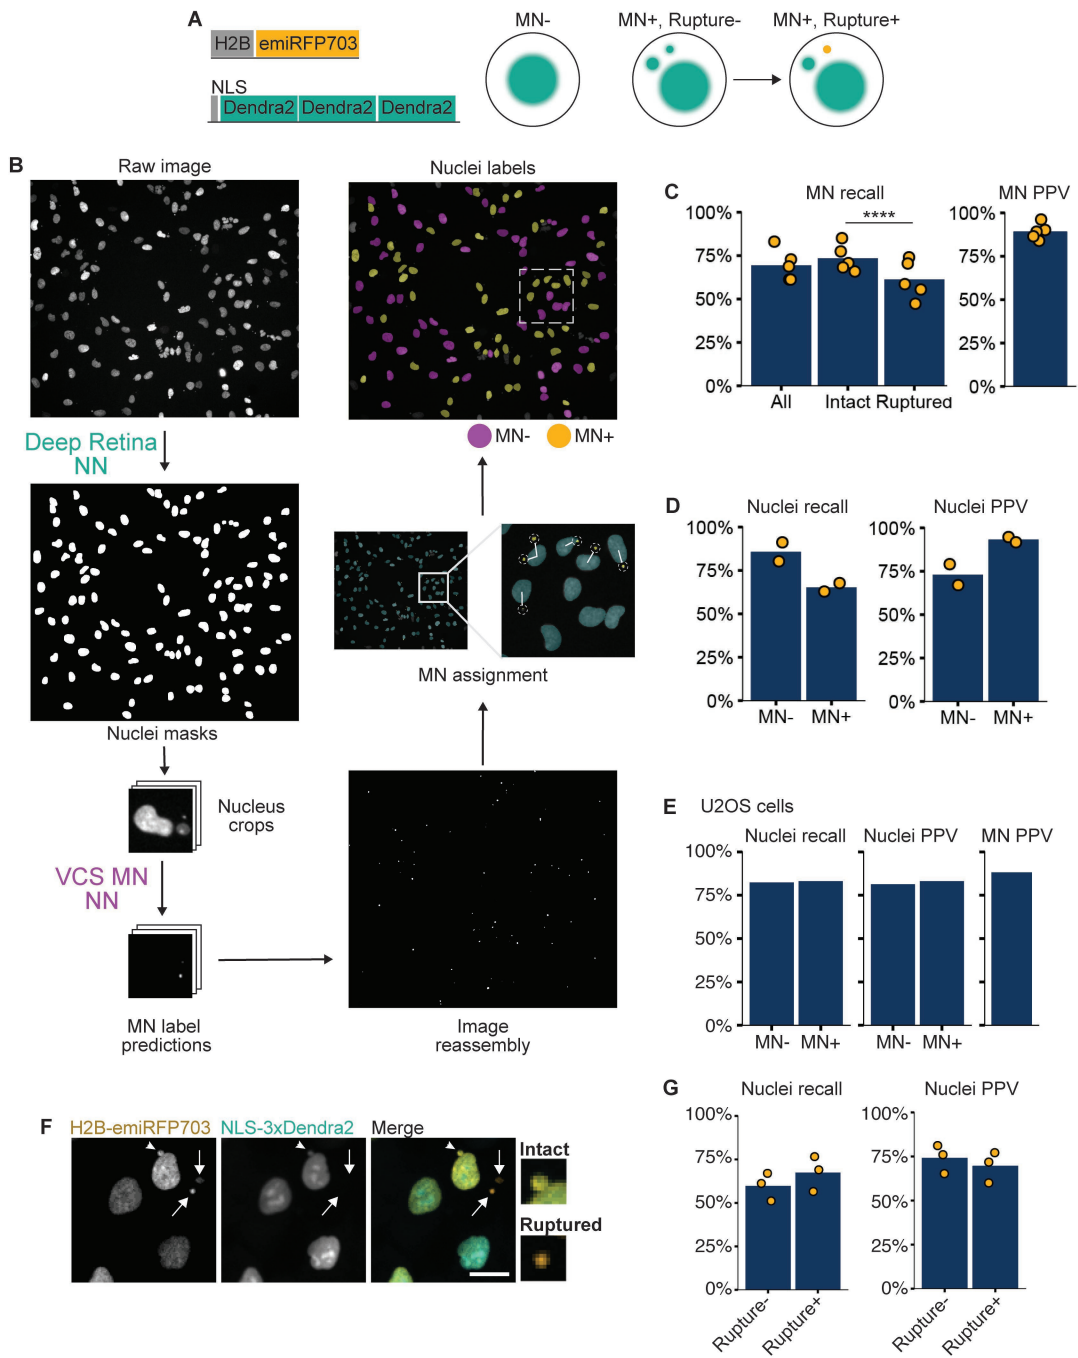 A
H2B emiRFP703
NLS
Dendra2 Dendra2 Dendra2
MN-
MN+, Rupture-
MN+, Rupture+
B
Raw image
Nuclei labels
MN- MN+
Deep Retina
NN
Nuclei masks
Nucleus
crops
VCS MN
NN
MN label
predictions
Image
reassembly
MN assignment
C
MN recall
MN PPV
****
100%
75%
50%
25%
0%
All Intact Ruptured
100%
75%
50%
25%
0%
D
Nuclei recall
Nuclei PPV
100%
75%
50%
25%
0%
MN- MN+
100%
75%
50%
25%
0%
MN- MN+
E
U2OS cells
Nuclei recall
Nuclei PPV
MN PPV
100%
75%
50%
25%
0%
MN- MN+
MN- MN+
F
H2B-emiRFP703 NLS-3xDendra2 Merge
Intact
Ruptured
G
Nuclei recall
Nuclei PPV
100%
75%
50%
25%
0%
Rupture-
Rupture+
100%
75%
50%
25%
0%
Rupture-
Rupture+